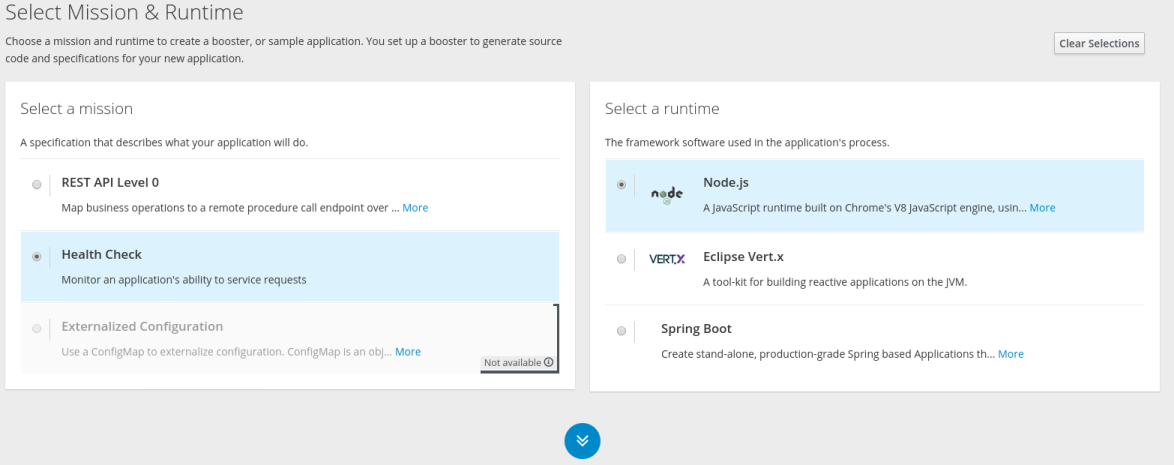 Select Mission & Runtime
Choose a mission and runtime to create a booster, or sample application. You set up a booster to generate source
code and specifications for your new application.
Clear Selections
Select a mission
A specification that describes what your application will do.
REST API Level 0
Map business operations to a remote procedure call endpoint over ... More
Health Check
Monitor an application's ability to service requests
Externalized Configuration
Use a ConfigMap to externalize configuration. ConfigMap is an obj... More
Not available
Select a runtime
The framework software used in the application's process.
node
Node.js
A JavaScript runtime built on Chrome's V8 JavaScript engine, usin... More
VERT.X
Eclipse Vert.x
A tool-kit for building reactive applications on the JVM.
Spring Boot
Create stand-alone, production-grade Spring based Applications th... More